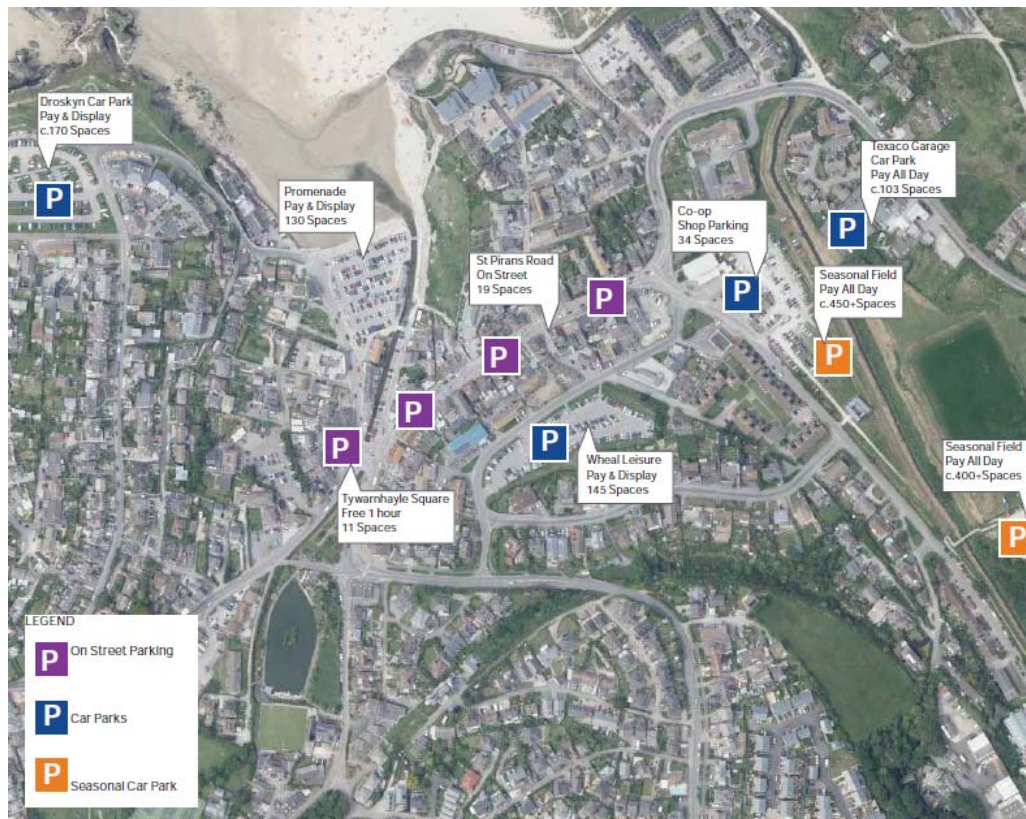 Droskyn Car Park
Pay & Display
c.170 Spaces
P
Promenade
Pay & Display
130 Spaces
St Pirans Road
On Street
19 Spaces
P
P
P
P
Co-op
Shop Parking
34 Spaces
P
Texaco Garage
Car Park
Pay All Day
c.103 Spaces
P
Seasonal Field
Pay All Day
c.450+Spaces
P
Wheal Leisure
Pay & Display
145 Spaces
P
Tywarnhayle Square
Free 1 hour
11 Spaces
Seasonal Field
Pay All Day
c.400+Spaces
P
LEGEND
P On Street Parking
P Car Parks
P Seasonal Car Park